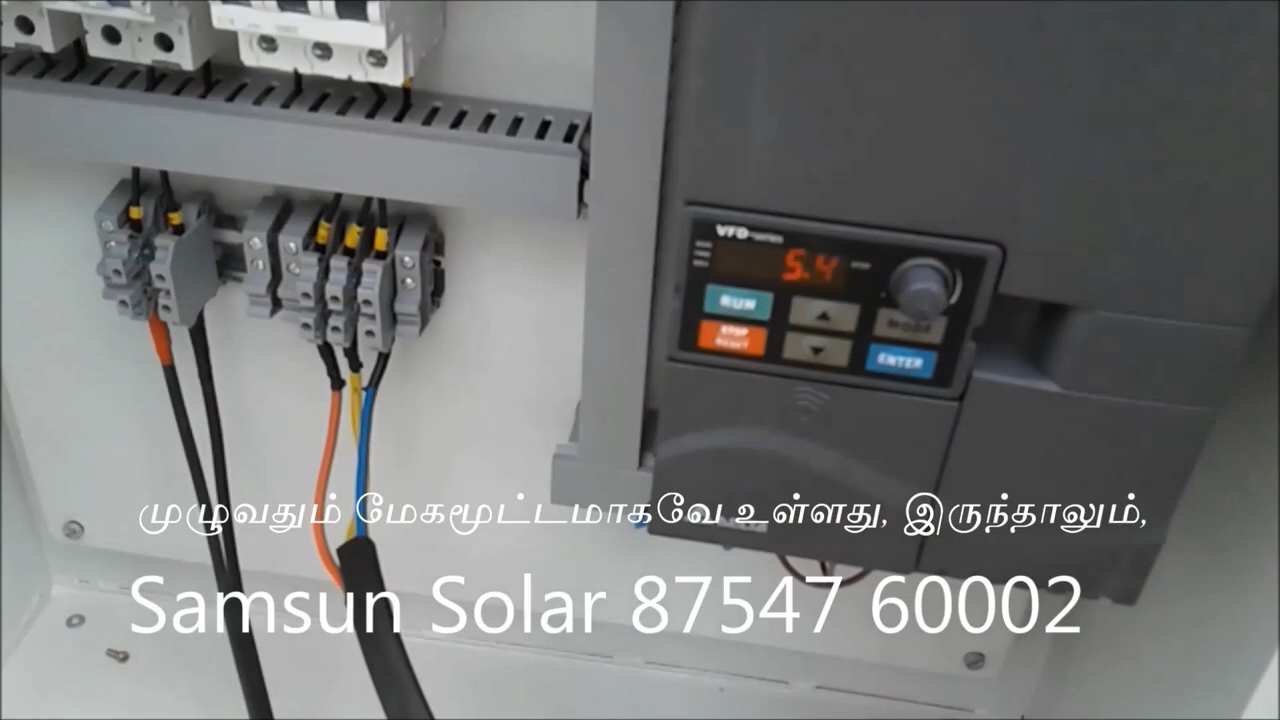 VFD
5.4
RUN
MODE
STOP
RESET
ENTER
முழுவதும் மேகமூட்டமாகவே உள்ளது, இருந்தாலும்,
Samsun Solar 87547 60002